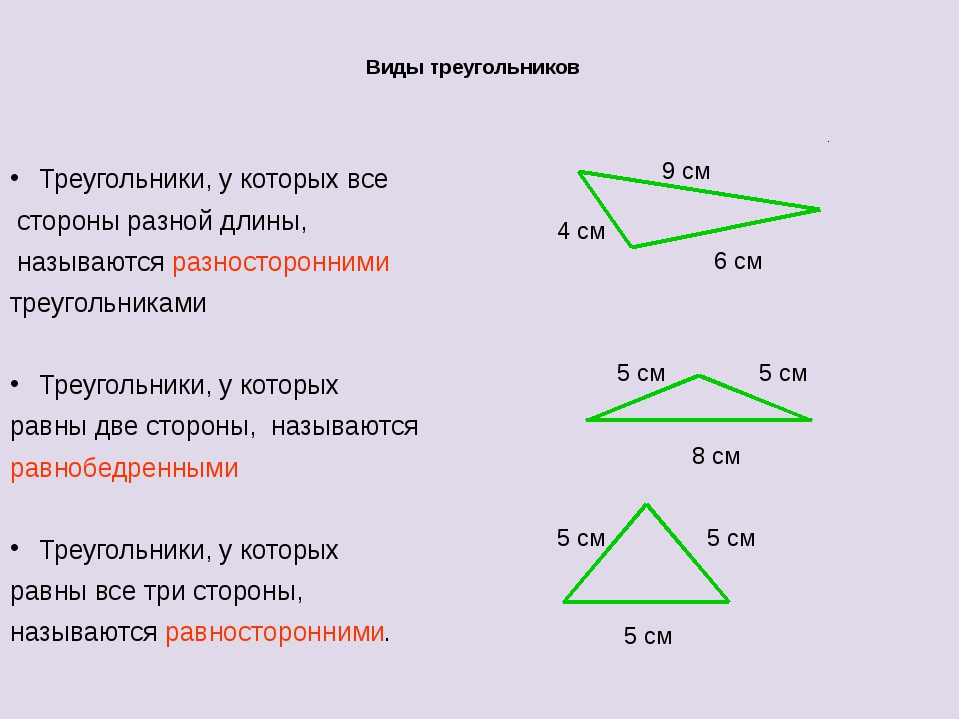 Виды треугольников
• Треугольники, у которых все
стороны разной длины,
называются разносторонними
треугольниками
9 см
4 см
6 см
• Треугольники, у которых
равны две стороны, называются
равнобедренными
5 см 5 см
8 см
• Треугольники, у которых
равны все три стороны,
называются равносторонними.
5 см 5 см
5 см